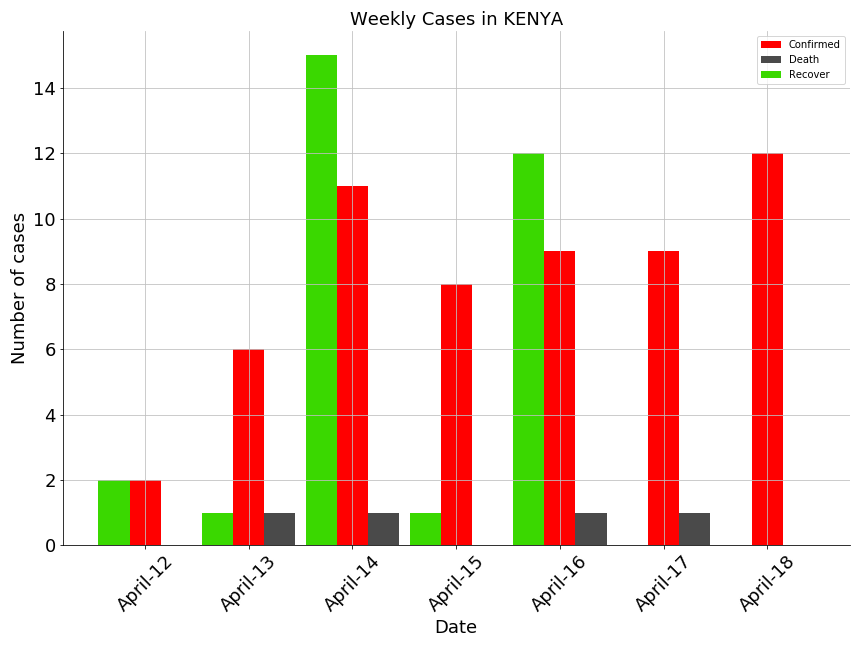 Weekly Cases in KENYA
Confirmed
Death
Recover
Number of cases
14
12
10
8
6
4
2
0
April-12
April-13
April-14
April-15
April-16
April-17
April-18
Date